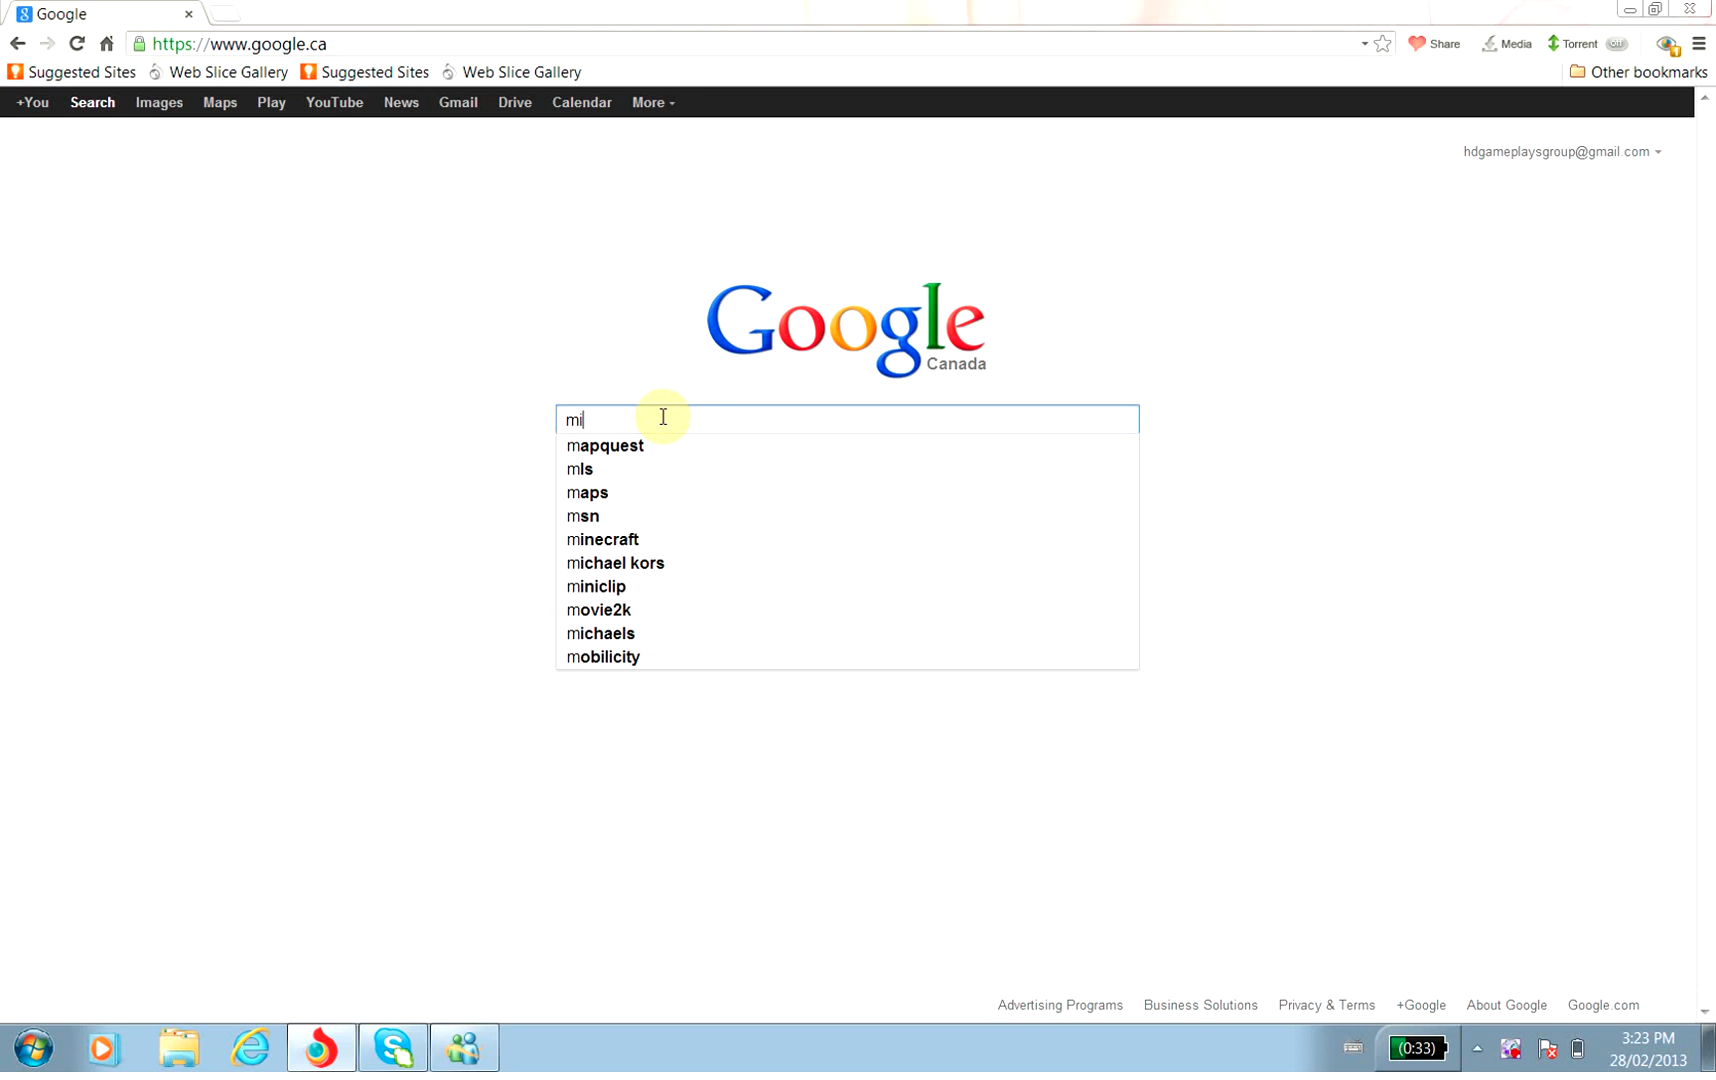 Google
https://www.google.ca
Share
Media
Torrent
off
Suggested Sites
Web Slice Gallery
Suggested Sites
Web Slice Gallery
Other bookmarks
+You
Search
Images
Maps
Play
YouTube
News
Gmail
Drive
Calendar
More
hdgameplaysgroup@gmail.com
Google
Canada
mi
mapquest
mls
maps
msn
minecraft
michael kors
miniclip
movie2k
michaels
mobilicity
Advertising Programs
Business Solutions
Privacy & Terms
+Google
About Google
Google.com
(0:33)
3:23 PM
28/02/2013